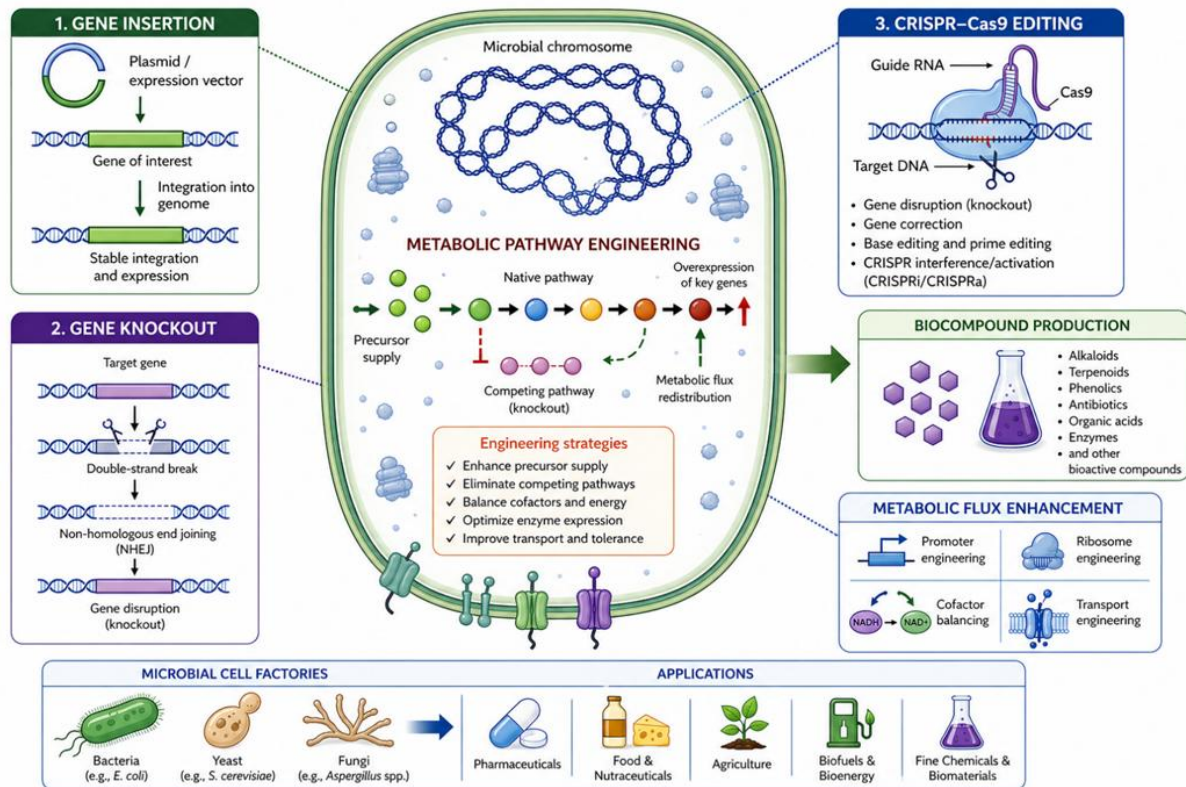 1. GENE INSERTION
Plasmid /
expression vector
Gene of interest
Integration into
genome
Stable integration
and expression
2. GENE KNOCKOUT
Target gene
Double-strand break
Non-homologous end joining
(NHEJ)
Gene disruption
(knockout)
Microbial chromosome
METABOLIC PATHWAY ENGINEERING
Native pathway
Overexpression
of key genes
Precursor
supply
Competing pathway
(knockout)
Metabolic flux
redistribution
Engineering strategies
✓ Enhance precursor supply
✓ Eliminate competing pathways
✓ Balance cofactors and energy
✓ Optimize enzyme expression
✓ Improve transport and tolerance
3. CRISPR–Cas9 EDITING
Guide RNA
Cas9
Target DNA
• Gene disruption (knockout)
• Gene correction
• Base editing and prime editing
• CRISPR interference/activation
(CRISPRi/CRISPRa)
BIOCOMPOUND PRODUCTION
• Alkaloids
• Terpenoids
• Phenolics
• Antibiotics
• Organic acids
• Enzymes
• and other
bioactive compounds
METABOLIC FLUX ENHANCEMENT
Promoter
engineering
Ribosome
engineering
NADH
NAD+
Cofactor
balancing
Transport
engineering
MICROBIAL CELL FACTORIES
Bacteria
(e.g., E. coli)
Yeast
(e.g., S. cerevisiae)
Fungi
(e.g., Aspergillus spp.)
APPLICATIONS
Pharmaceuticals
Food &
Nutraceuticals
Agriculture
Biofuels &
Bioenergy
Fine Chemicals &
Biomaterials